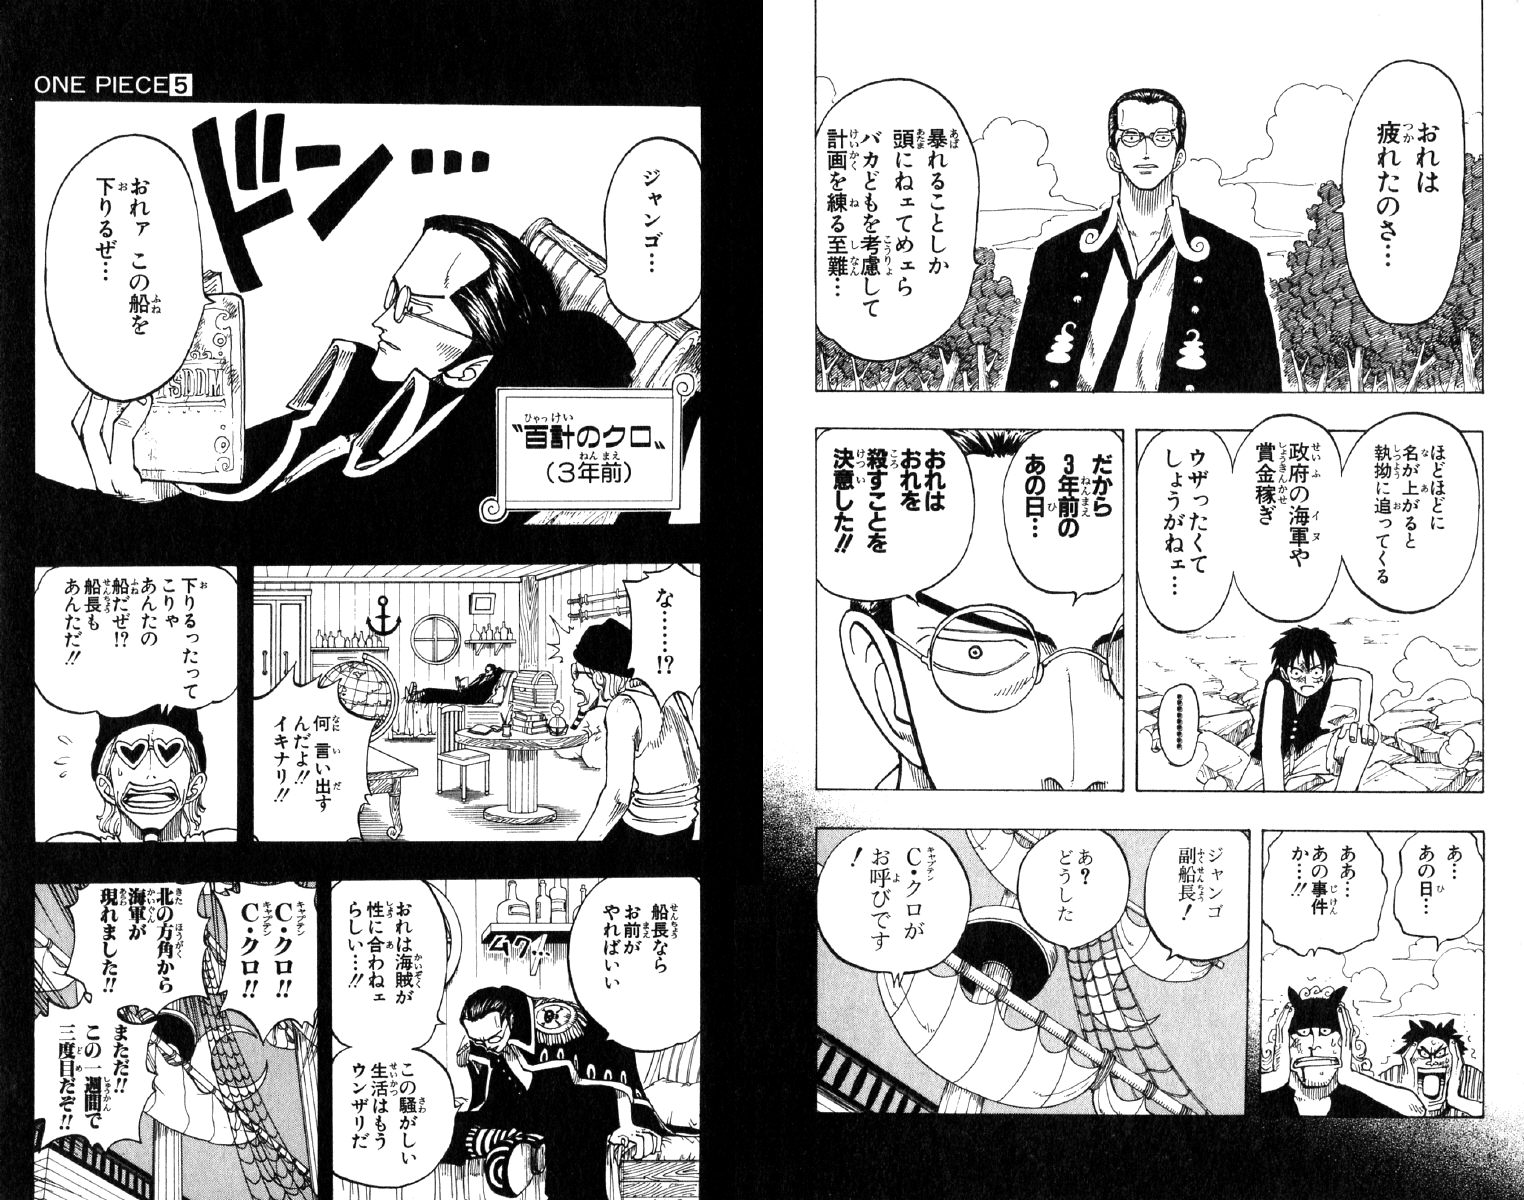 おれは
疲れたのさ…
暴れることしか
頭にねェてめェら
バカどもを考慮して
計画を練る至難…
ほどほどに
名が上がると
執拗に追ってくる
政府の海軍や
賞金稼ぎ
ウザったくて
しょうがねェ…
だから
3年前の
あの日…
おれは
おれを
殺すことを
決意した!!
あ…
あの日…
ああ…
あの事件
か…!!
ジャンゴ
副船長!
あ?
どうした
C・クロが
お呼びです
!
ONE PIECE 5
ドン…
ジャンゴ…
おれァ この船を
下りるぜ…
〝百計のクロ〟
(3年前)
な……!?
何 言い出す
んだよ!!
イキナリ!!
下りるったって
こりゃ
あんたの
船だぜ!?
船長も
あんただ!!
船長なら
お前が
やればいい
ムクッ…
おれは海賊が
性に合わねェ
らしい…!!
この騒がしい
生活はもう
ウンザリだ
C・クロ!!
C・クロ!!
北の方角から
海軍が
現れました!!
まただ!!
この一週間で
三度目だぞ!!